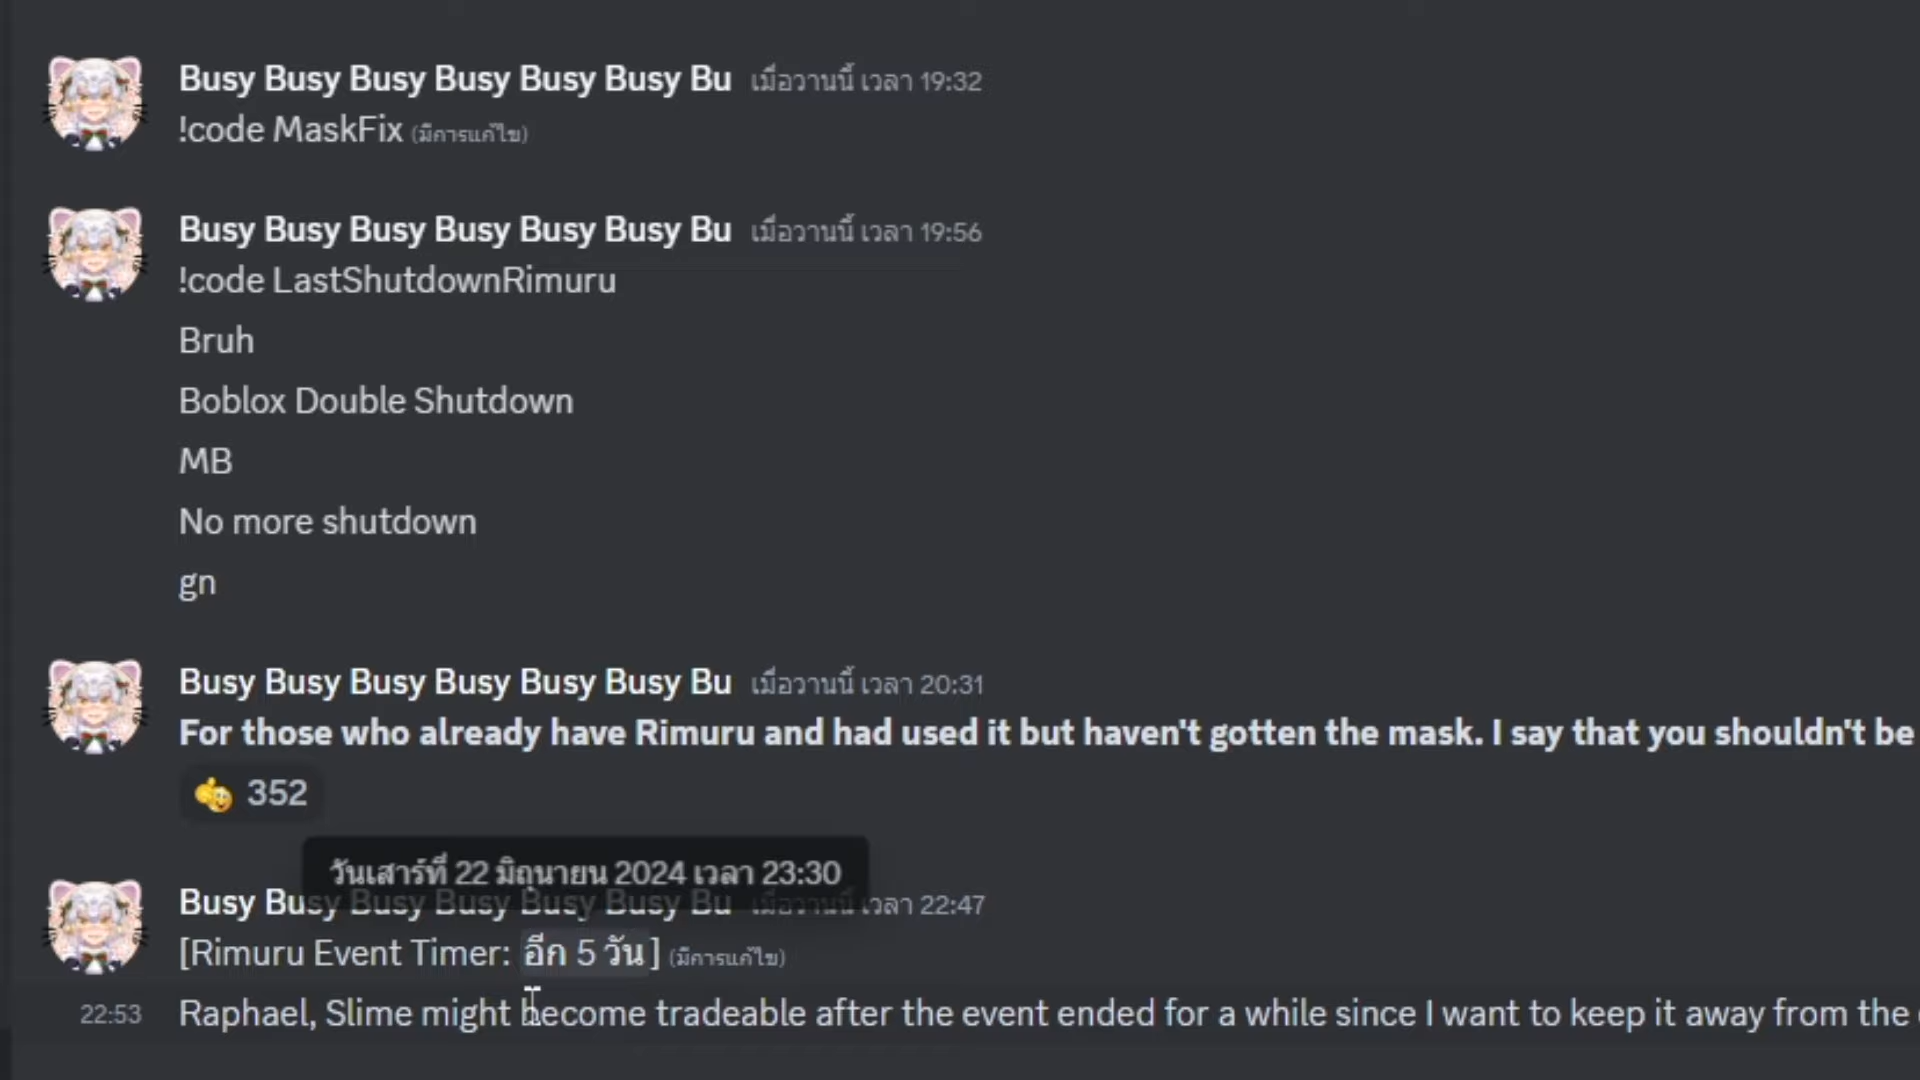 Busy Busy Busy Busy Busy Busy Bu เมื่อวานนี้ เวลา 19:32
!code MaskFix (มีการแก้ไข)
Busy Busy Busy Busy Busy Busy Bu เมื่อวานนี้ เวลา 19:56
!code LastShutdownRimuru
Bruh
Boblox Double Shutdown
MB
No more shutdown
gn
Busy Busy Busy Busy Busy Busy Bu เมื่อวานนี้ เวลา 20:31
For those who already have Rimuru and had used it but haven't gotten the mask. I say that you shouldn't be
352
วันเสาร์ที่ 22 มิถุนายน 2024 เวลา 23:30
Busy Busy Busy Busy Busy Busy Bu เมื่อวานนี้ เวลา 22:47
[Rimuru Event Timer: อีก 5 วัน] (มีการแก้ไข)
22:53 Raphael, Slime might become tradeable after the event ended for a while since I want to keep it away from the